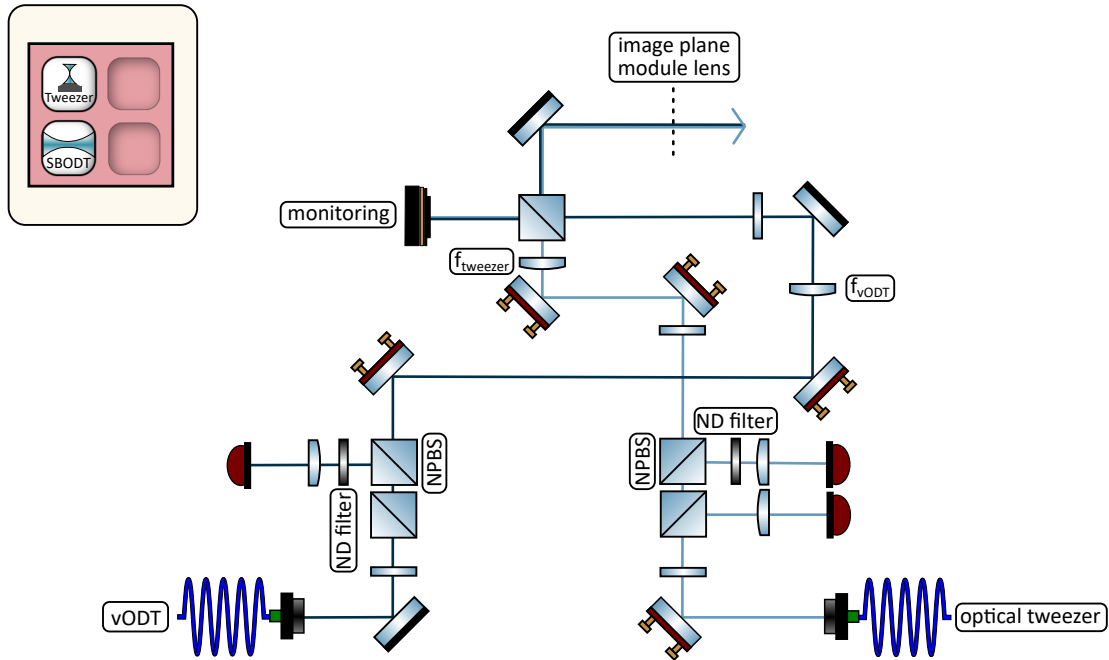 Tweezer
SBODT
image plane
module lens
monitoring
f_tweezer
f_vODT
ND filter
NPBS
NPBS
ND filter
vODT
optical tweezer